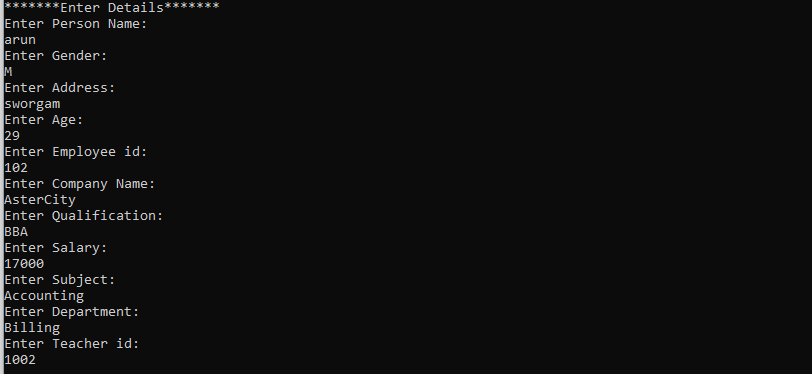 *******Enter Details*******
Enter Person Name:
arun
Enter Gender:
M
Enter Address:
sworgam
Enter Age:
29
Enter Employee id:
102
Enter Company Name:
AsterCity
Enter Qualification:
BBA
Enter Salary:
17000
Enter Subject:
Accounting
Enter Department:
Billing
Enter Teacher id:
1002